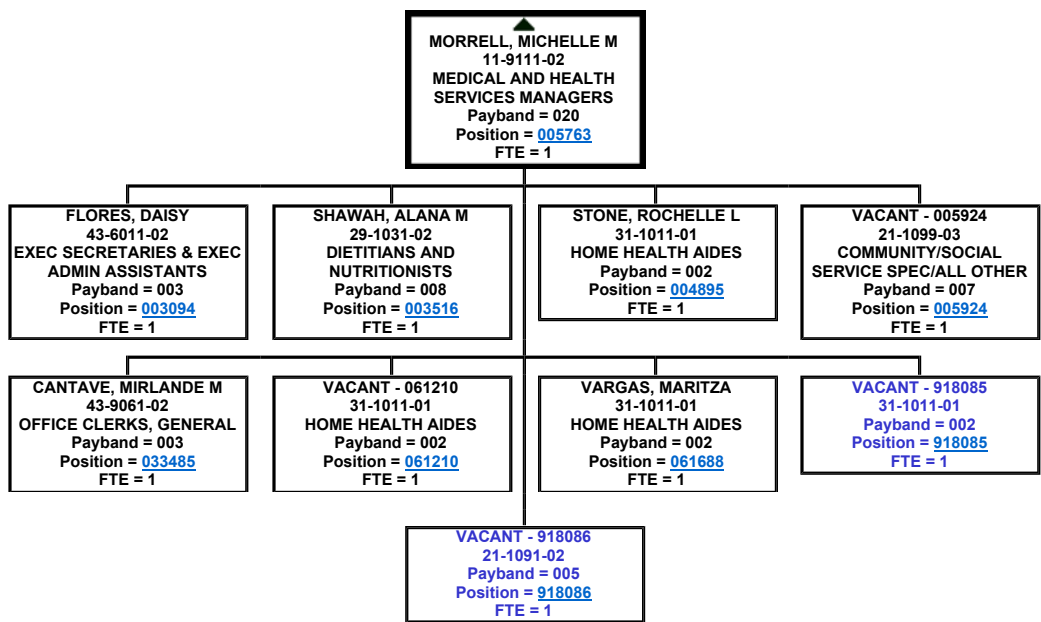 MORRELL, MICHELLE M
11-9111-02
MEDICAL AND HEALTH
SERVICES MANAGERS
Payband = 020
Position = 005763
FTE = 1
FLORES, DAISY
43-6011-02
EXEC SECRETARIES & EXEC
ADMIN ASSISTANTS
Payband = 003
Position = 003094
FTE = 1
SHAWAH, ALANA M
29-1031-02
DIETITIANS AND
NUTRITIONISTS
Payband = 008
Position = 003516
FTE = 1
STONE, ROCHELLE L
31-1011-01
HOME HEALTH AIDES
Payband = 002
Position = 004895
FTE = 1
VACANT - 005924
21-1099-03
COMMUNITY/SOCIAL
SERVICE SPEC/ALL OTHER
Payband = 007
Position = 005924
FTE = 1
CANTAVE, MIRLANDE M
43-9061-02
OFFICE CLERKS, GENERAL
Payband = 003
Position = 033485
FTE = 1
VACANT - 061210
31-1011-01
HOME HEALTH AIDES
Payband = 002
Position = 061210
FTE = 1
VARGAS, MARITZA
31-1011-01
HOME HEALTH AIDES
Payband = 002
Position = 061688
FTE = 1
VACANT - 918085
31-1011-01
Payband = 002
Position = 918085
FTE = 1
VACANT - 918086
21-1091-02
Payband = 005
Position = 918086
FTE = 1